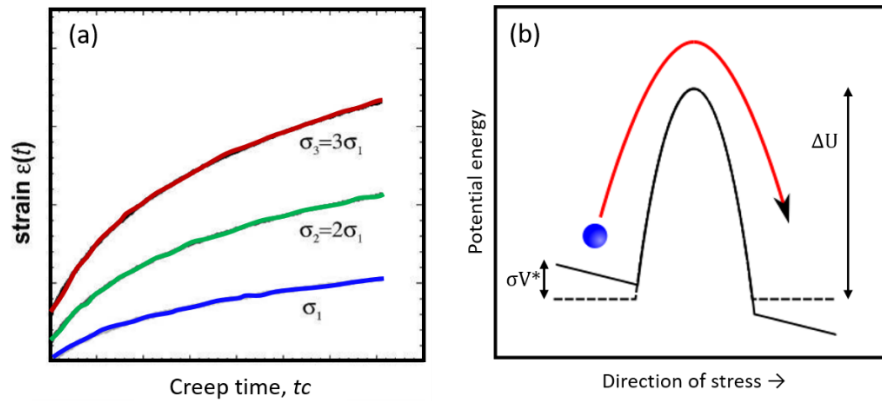 (a)
strain ε(t)
σ₃=3σ₁
σ₂=2σ₁
σ₁
Creep time, tc
(b)
Potential energy
ΔU
σV*
Direction of stress →